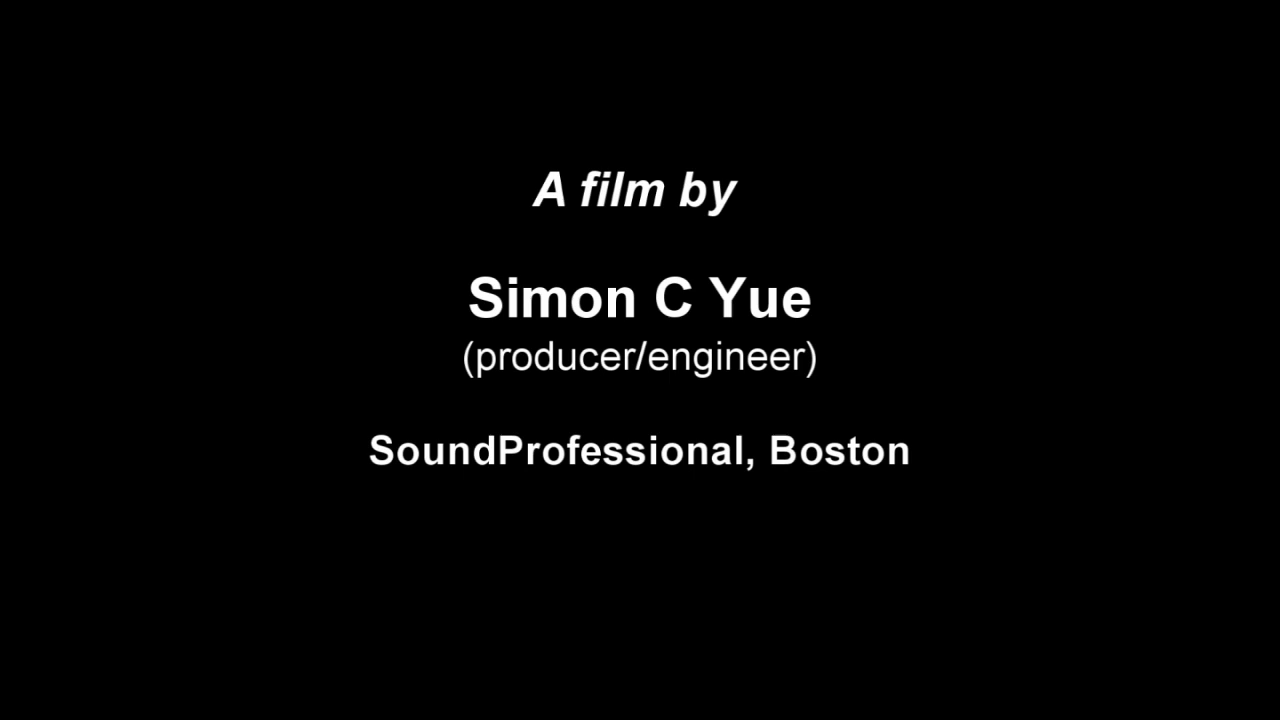 A film by
Simon C Yue
(producer/engineer)
SoundProfessional, Boston